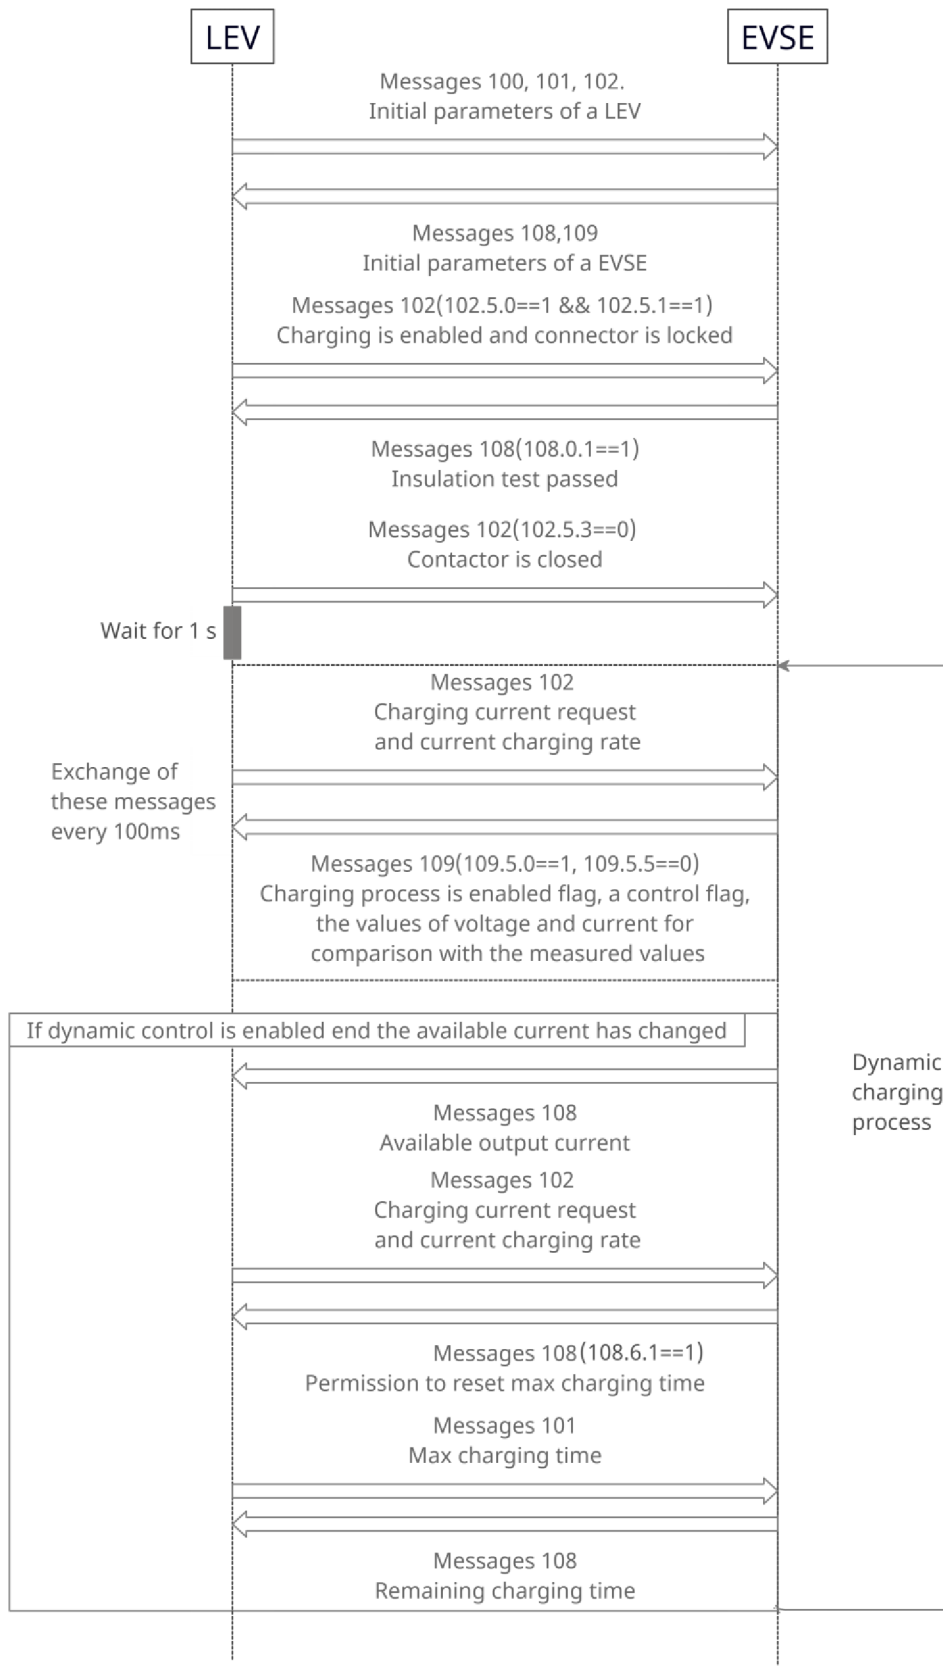 LEV
EVSE
Messages 100, 101, 102.
Initial parameters of a LEV
Messages 108,109
Initial parameters of a EVSE
Messages 102(102.5.0==1 && 102.5.1==1)
Charging is enabled and connector is locked
Messages 108(108.0.1==1)
Insulation test passed
Messages 102(102.5.3==0)
Contactor is closed
Wait for 1 s
Messages 102
Charging current request
and current charging rate
Exchange of
these messages
every 100ms
Messages 109(109.5.0==1, 109.5.5==0)
Charging process is enabled flag, a control flag,
the values of voltage and current for
comparison with the measured values
If dynamic control is enabled end the available current has changed
Dynamic
charging
process
Messages 108
Available output current
Messages 102
Charging current request
and current charging rate
Messages 108(108.6.1==1)
Permission to reset max charging time
Messages 101
Max charging time
Messages 108
Remaining charging time